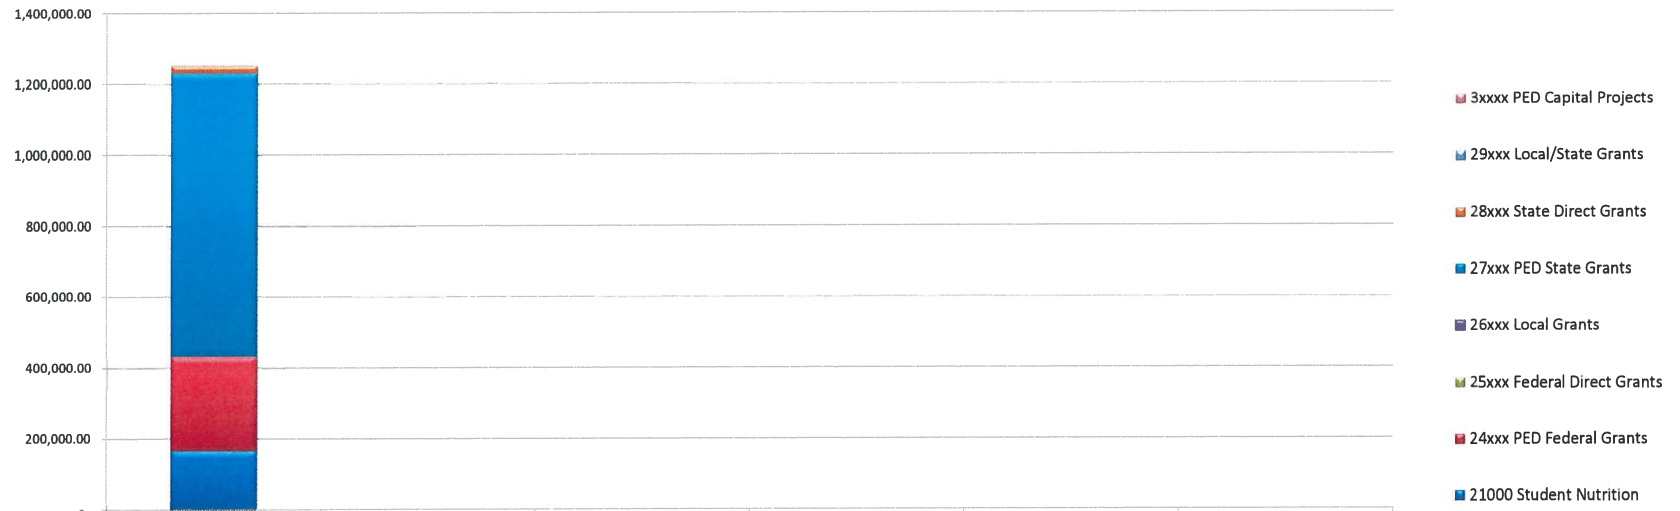 1,400,000.00
1,200,000.00
1,000,000.00
800,000.00
600,000.00
400,000.00
200,000.00
3xxxx PED Capital Projects
29xxx Local/State Grants
28xxx State Direct Grants
27xxx PED State Grants
26xxx Local Grants
25xxx Federal Direct Grants
24xxx PED Federal Grants
21000 Student Nutrition